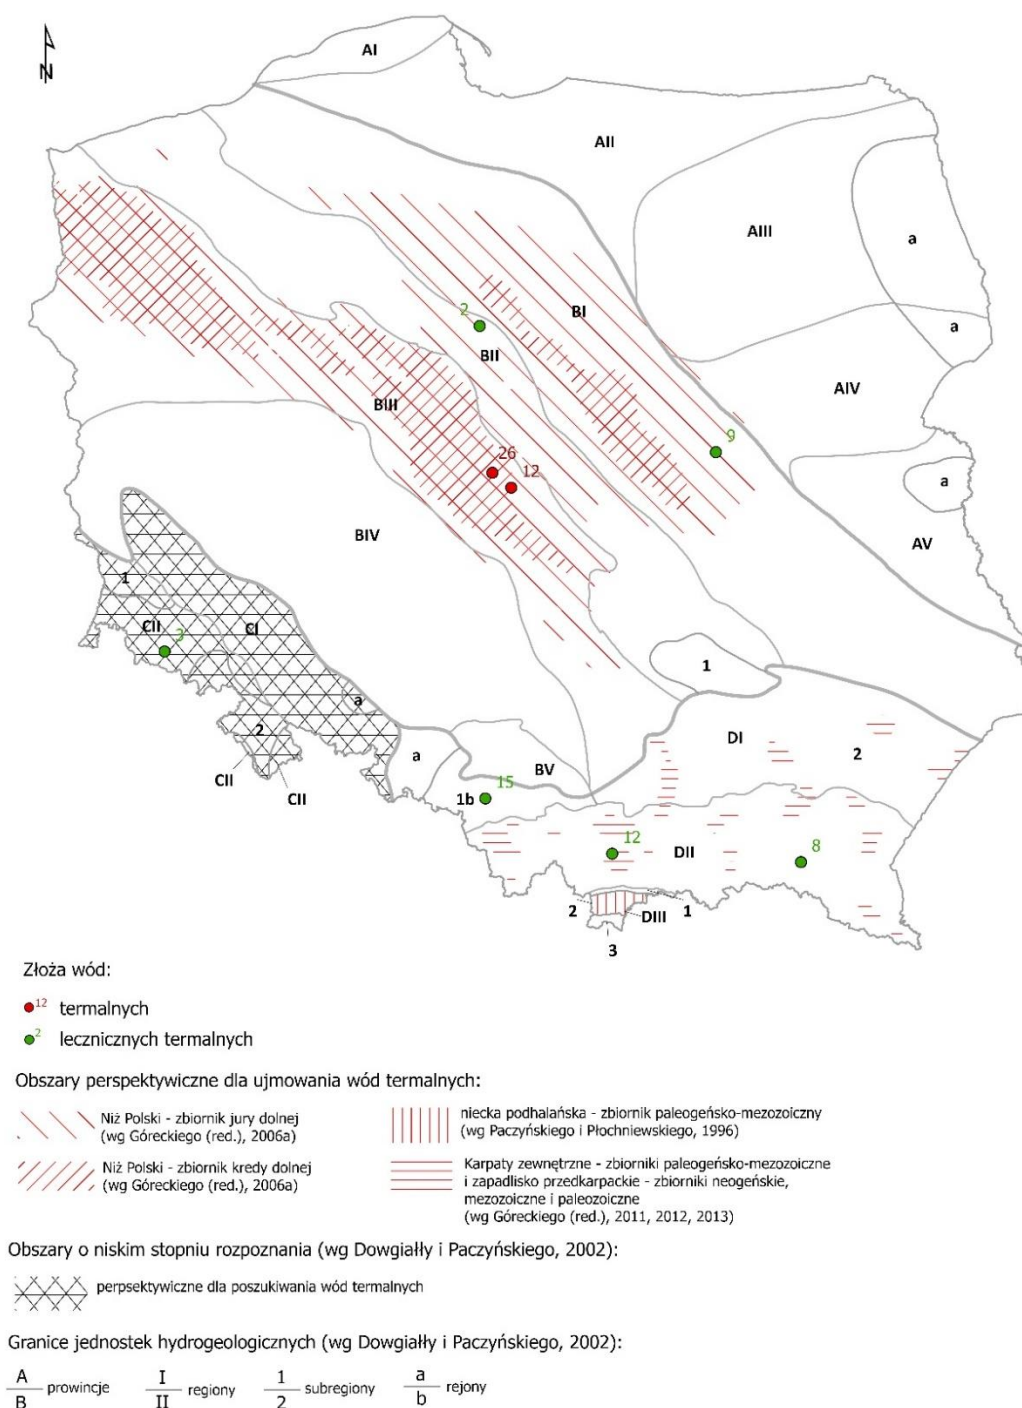 N
AI
AII
AIII
a
a
BI
2
BII
AIV
BIII
9
26
12
a
AV
BIV
1
CII
3
CI
1
a
2
DI
2
CII
CII
a
BV
15
1b
12
DII
8
2
DIII
1
3
Złoża wód:
12 termalnych
2 leczniczych termalnych
Obszary perspektywiczne dla ujmowania wód termalnych:
Niż Polski - zbiornik jury dolnej
(wg Góreckiego (red.), 2006a)
Niż Polski - zbiornik kredy dolnej
(wg Góreckiego (red.), 2006a)
niecka podhalańska - zbiornik paleogeńsko-mezozoiczny
(wg Paczyńskiego i Płochniewskiego, 1996)
Karpaty zewnętrzne - zbiorniki paleogeńsko-mezozoiczne
i zapadlisko przedkarpackie - zbiorniki neogeńskie,
mezozoiczne i paleozoiczne
(wg Góreckiego (red.), 2011, 2012, 2013)
Obszary o niskim stopniu rozpoznania (wg Dowgiałły i Paczyńskiego, 2002):
perpsektywiczne dla poszukiwania wód termalnych
Granice jednostek hydrogeologicznych (wg Dowgiałły i Paczyńskiego, 2002):
A
B
prowincje
I
II
regiony
1
2
subregiony
a
b
rejony